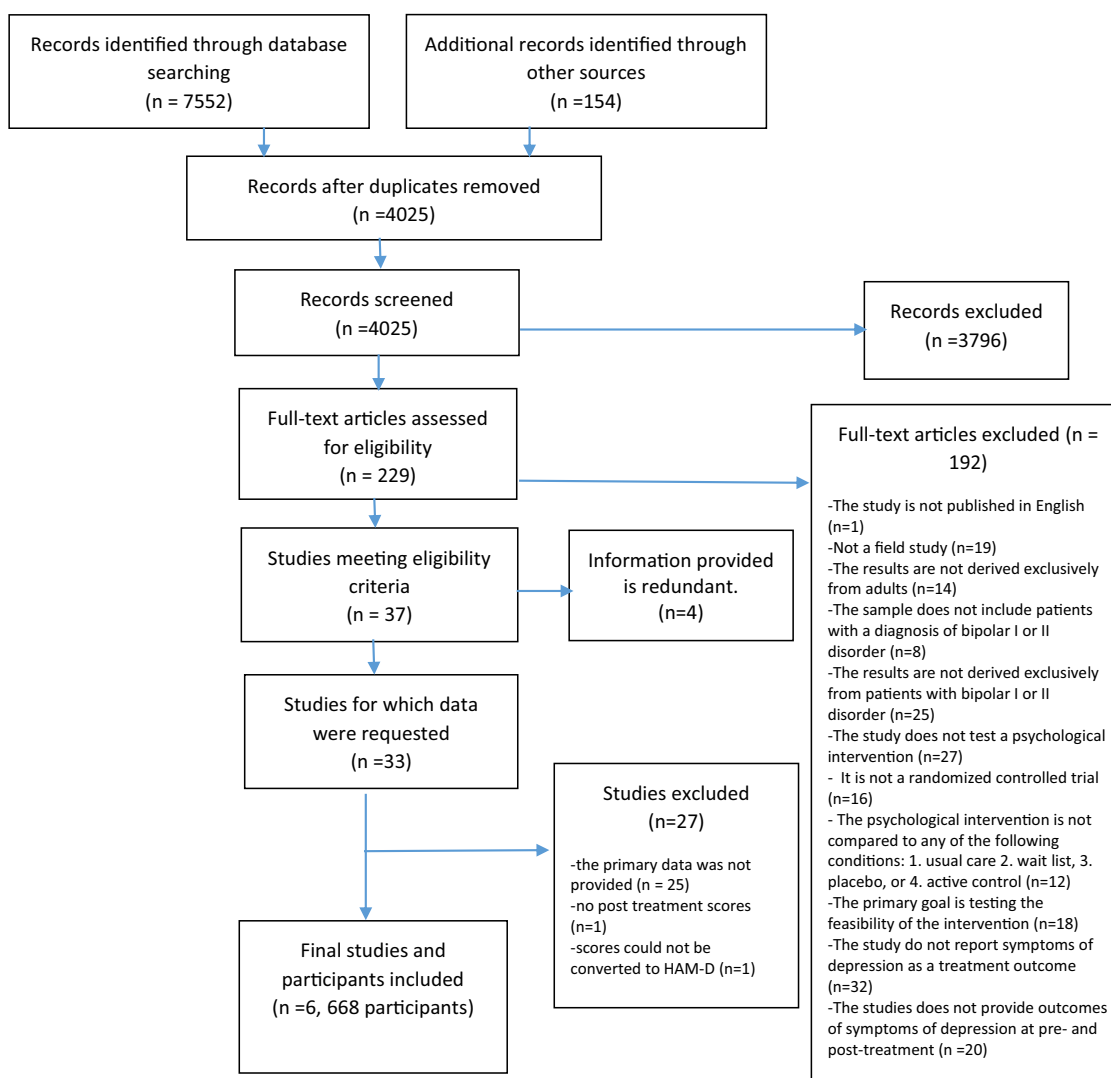 Records identified through database
searching
(n = 7552)
Additional records identified through
other sources
(n =154)
Records after duplicates removed
(n =4025)
Records screened
(n =4025)
Records excluded
(n =3796)
Full-text articles assessed
for eligibility
(n = 229)
Full-text articles excluded (n =
192)
-The study is not published in English
(n=1)
-Not a field study (n=19)
-The results are not derived exclusively
from adults (n=14)
-The sample does not include patients
with a diagnosis of bipolar I or II
disorder (n=8)
-The results are not derived exclusively
from patients with bipolar I or II
disorder (n=25)
-The study does not test a psychological
intervention (n=27)
- It is not a randomized controlled trial
(n=16)
- The psychological intervention is not
compared to any of the following
conditions: 1. usual care 2. wait list, 3.
placebo, or 4. active control (n=12)
-The primary goal is testing the
feasibility of the intervention (n=18)
-The study do not report symptoms of
depression as a treatment outcome
(n=32)
-The studies does not provide outcomes
of symptoms of depression at pre- and
post-treatment (n =20)
Studies meeting eligibility
criteria
(n = 37)
Information provided
is redundant.
(n=4)
Studies for which data
were requested
(n =33)
Studies excluded
(n=27)
-the primary data was not
provided (n = 25)
-no post treatment scores
(n=1)
-scores could not be
converted to HAM-D (n=1)
Final studies and
participants included
(n =6, 668 participants)